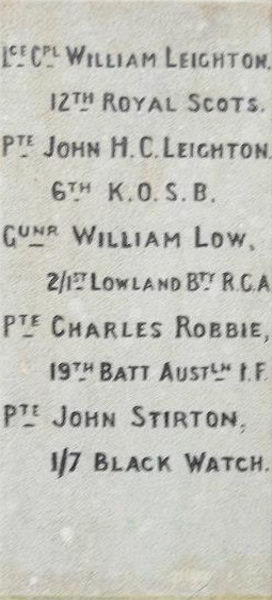 LCE CPL WILLIAM LEIGHTON.
12TH ROYAL SCOTS.
PTE JOHN H.C. LEIGHTON.
6TH K.O.S.B.
GUNR WILLIAM LOW,
2/1ST LOWLAND BTY R.G.A
PTE CHARLES ROBBIE,
19TH BATT AUSTLN I.F.
PTE JOHN STIRTON,
1/7 BLACK WATCH.